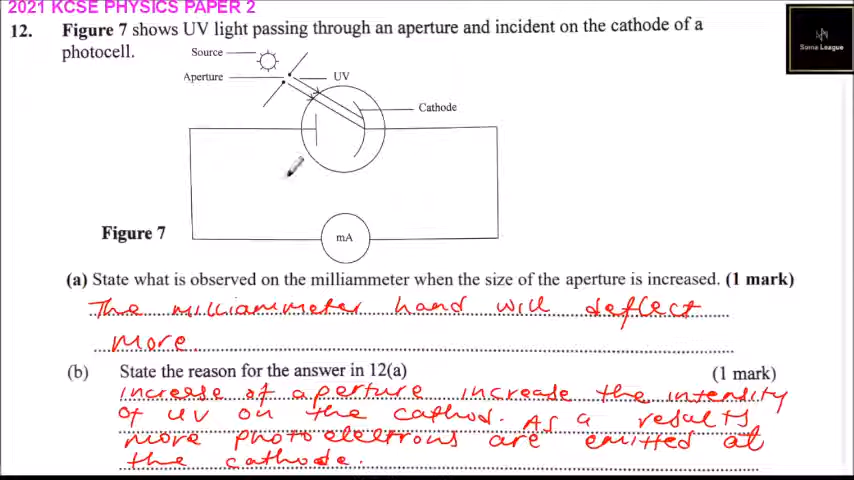 2021 KCSE PHYSICS PAPER 2
12. Figure 7 shows UV light passing through an aperture and incident on the cathode of a
photocell.
Soma League
Source
Aperture
UV
Cathode
mA
Figure 7
(a) State what is observed on the milliammeter when the size of the aperture is increased. (1 mark)
The milliammeter hand will deflect
more.
(b) State the reason for the answer in 12(a) (1 mark)
increase of aperture increase the intensity
of UV on the cathod. As a results
more photoelectrons are emitted at
the cathode.